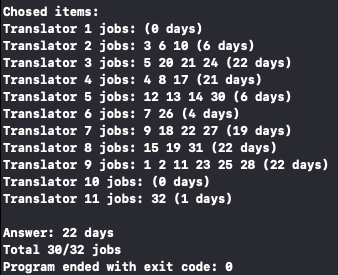 Chosed items:
Translator 1 jobs: (0 days)
Translator 2 jobs: 3 6 10 (6 days)
Translator 3 jobs: 5 20 21 24 (22 days)
Translator 4 jobs: 4 8 17 (21 days)
Translator 5 jobs: 12 13 14 30 (6 days)
Translator 6 jobs: 7 26 (4 days)
Translator 7 jobs: 9 18 22 27 (19 days)
Translator 8 jobs: 15 19 31 (22 days)
Translator 9 jobs: 1 2 11 23 25 28 (22 days)
Translator 10 jobs: (0 days)
Translator 11 jobs: 32 (1 days)
Answer: 22 days
Total 30/32 jobs
Program ended with exit code: 0